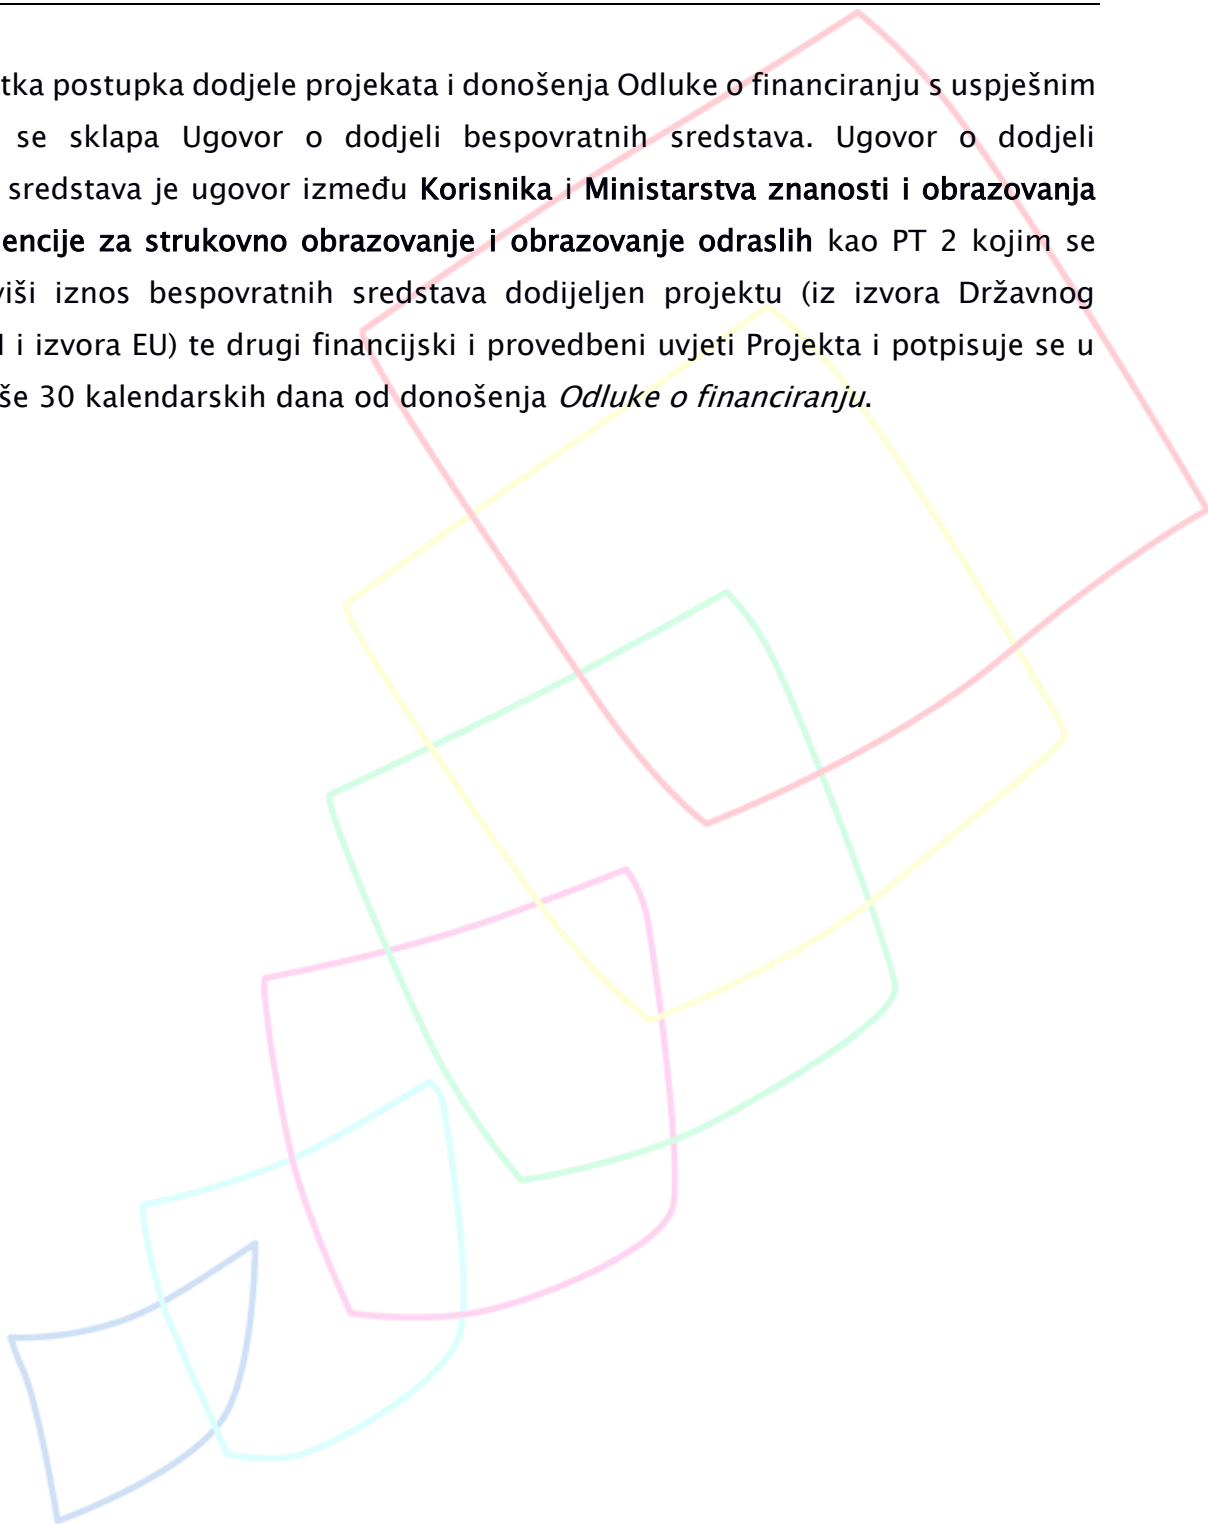 tka postupka dodjele projekata i donošenja Odluke o financiranju s uspješnim
se sklapa Ugovor o dodjeli bespovratnih sredstava. Ugovor o dodjeli
sredstava je ugovor između Korisnika i Ministarstva znanosti i obrazovanja
encije za strukovno obrazovanje i obrazovanje odraslih kao PT 2 kojim se
viši iznos bespovratnih sredstava dodijeljen projektu (iz izvora Državnog
i izvora EU) te drugi financijski i provedbeni uvjeti Projekta i potpisuje se u
še 30 kalendarskih dana od donošenja Odluke o financiranju.